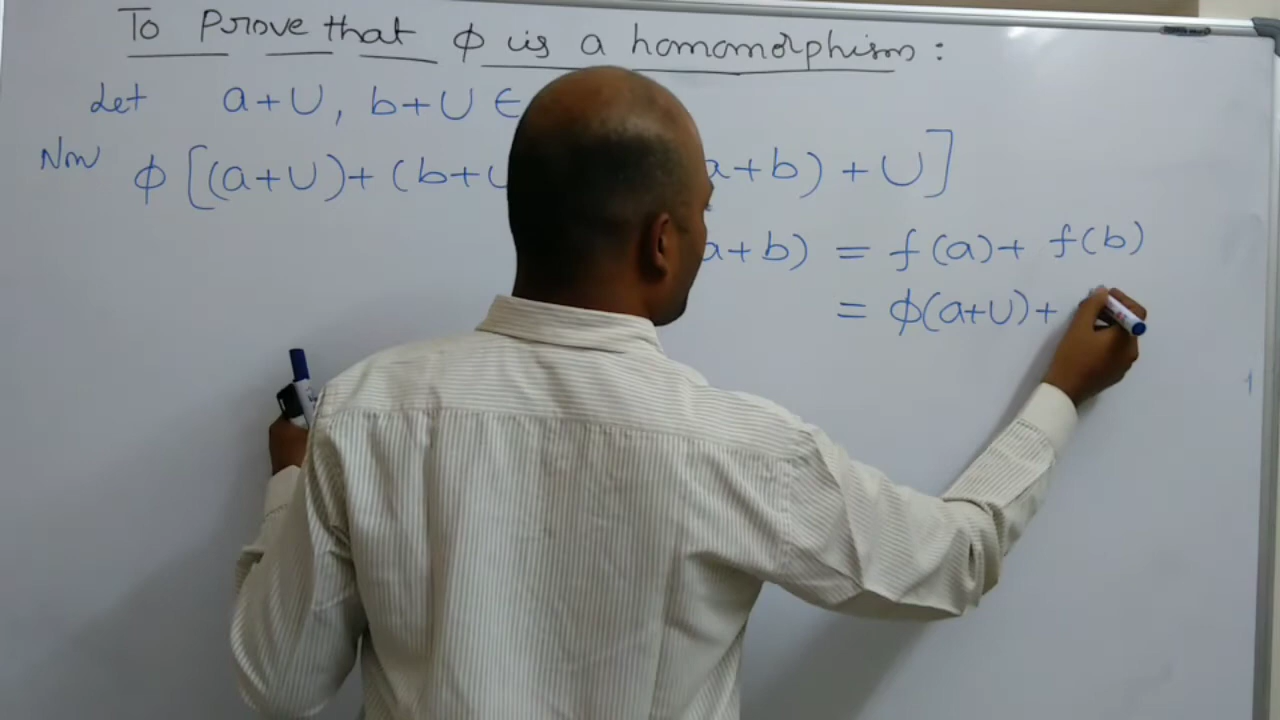 To Prove that ϕ is a homomorphism :
Let a+U, b+U ∈
Now ϕ [(a+U)+(b+U a+b) + U]
a+b) = f(a)+ f(b)
= ϕ(a+U)+